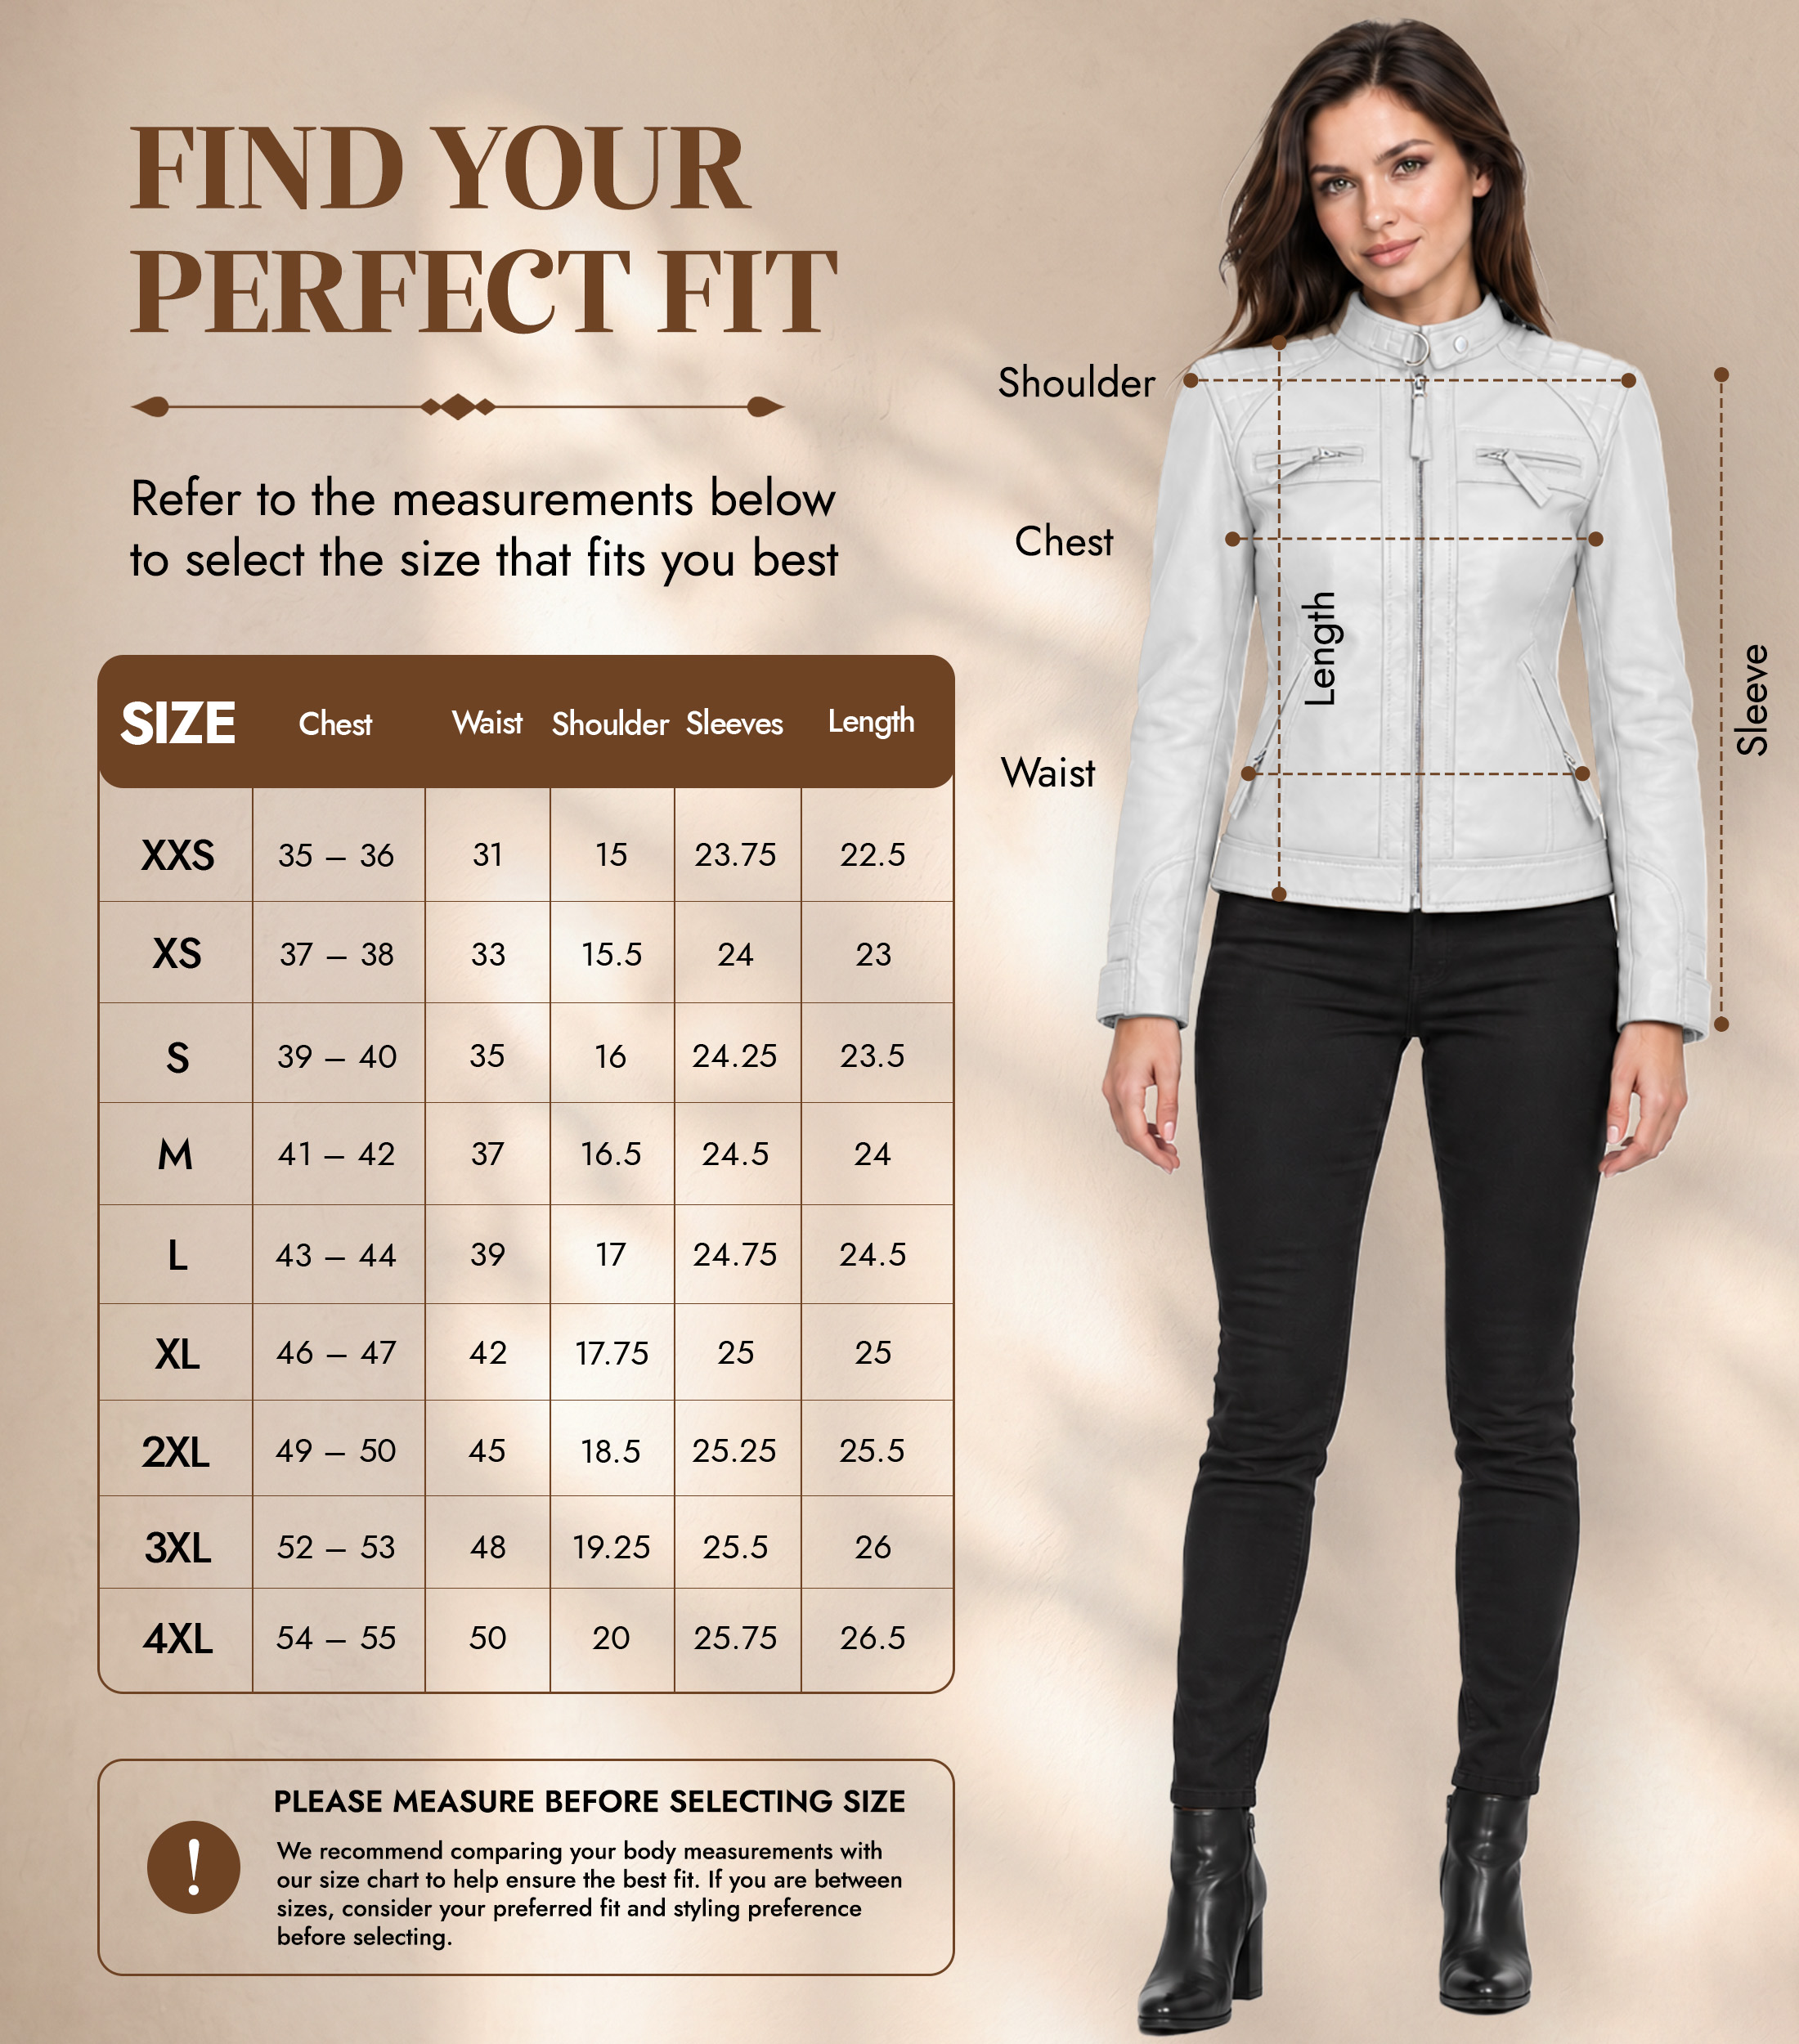 FIND YOUR
PERFECT FIT
Refer to the measurements below
to select the size that fits you best
SIZE Chest Waist Shoulder Sleeves Length
XXS 35 – 36 31 15 23.75 22.5
XS 37 – 38 33 15.5 24 23
S 39 – 40 35 16 24.25 23.5
M 41 – 42 37 16.5 24.5 24
L 43 – 44 39 17 24.75 24.5
XL 46 – 47 42 17.75 25 25
2XL 49 – 50 45 18.5 25.25 25.5
3XL 52 – 53 48 19.25 25.5 26
4XL 54 – 55 50 20 25.75 26.5
!
PLEASE MEASURE BEFORE SELECTING SIZE
We recommend comparing your body measurements with
our size chart to help ensure the best fit. If you are between
sizes, consider your preferred fit and styling preference
before selecting.
Shoulder
Chest
Length
Sleeve
Waist